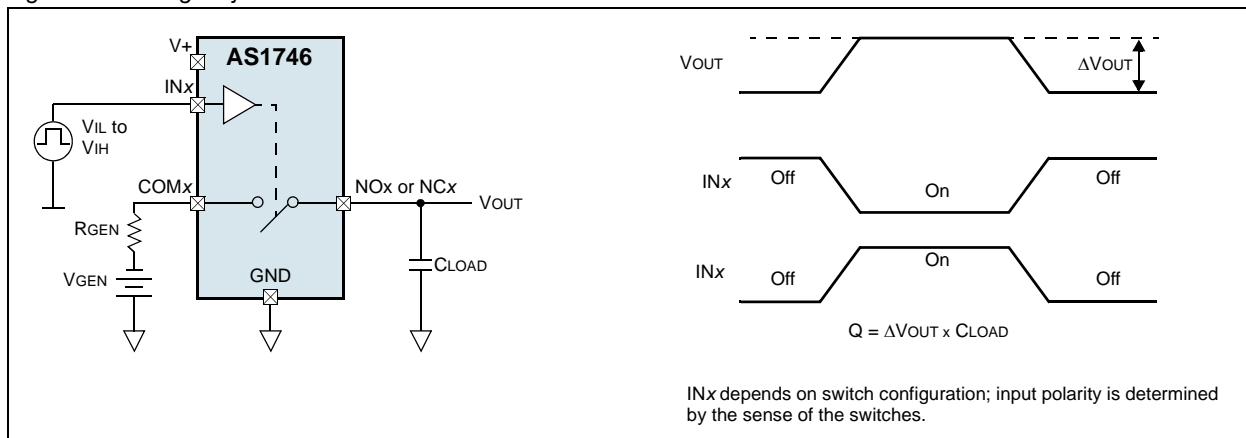 V+
AS1746
INx
VIL to
VIH
COMx
NOx or NCx
VOUT
RGEN
VGEN
GND
CLOAD
VOUT
ΔVOUT
INx
Off
On
Off
INx
Off
On
Off
Q = ΔVOUT x CLOAD
INx depends on switch configuration; input polarity is determined
by the sense of the switches.